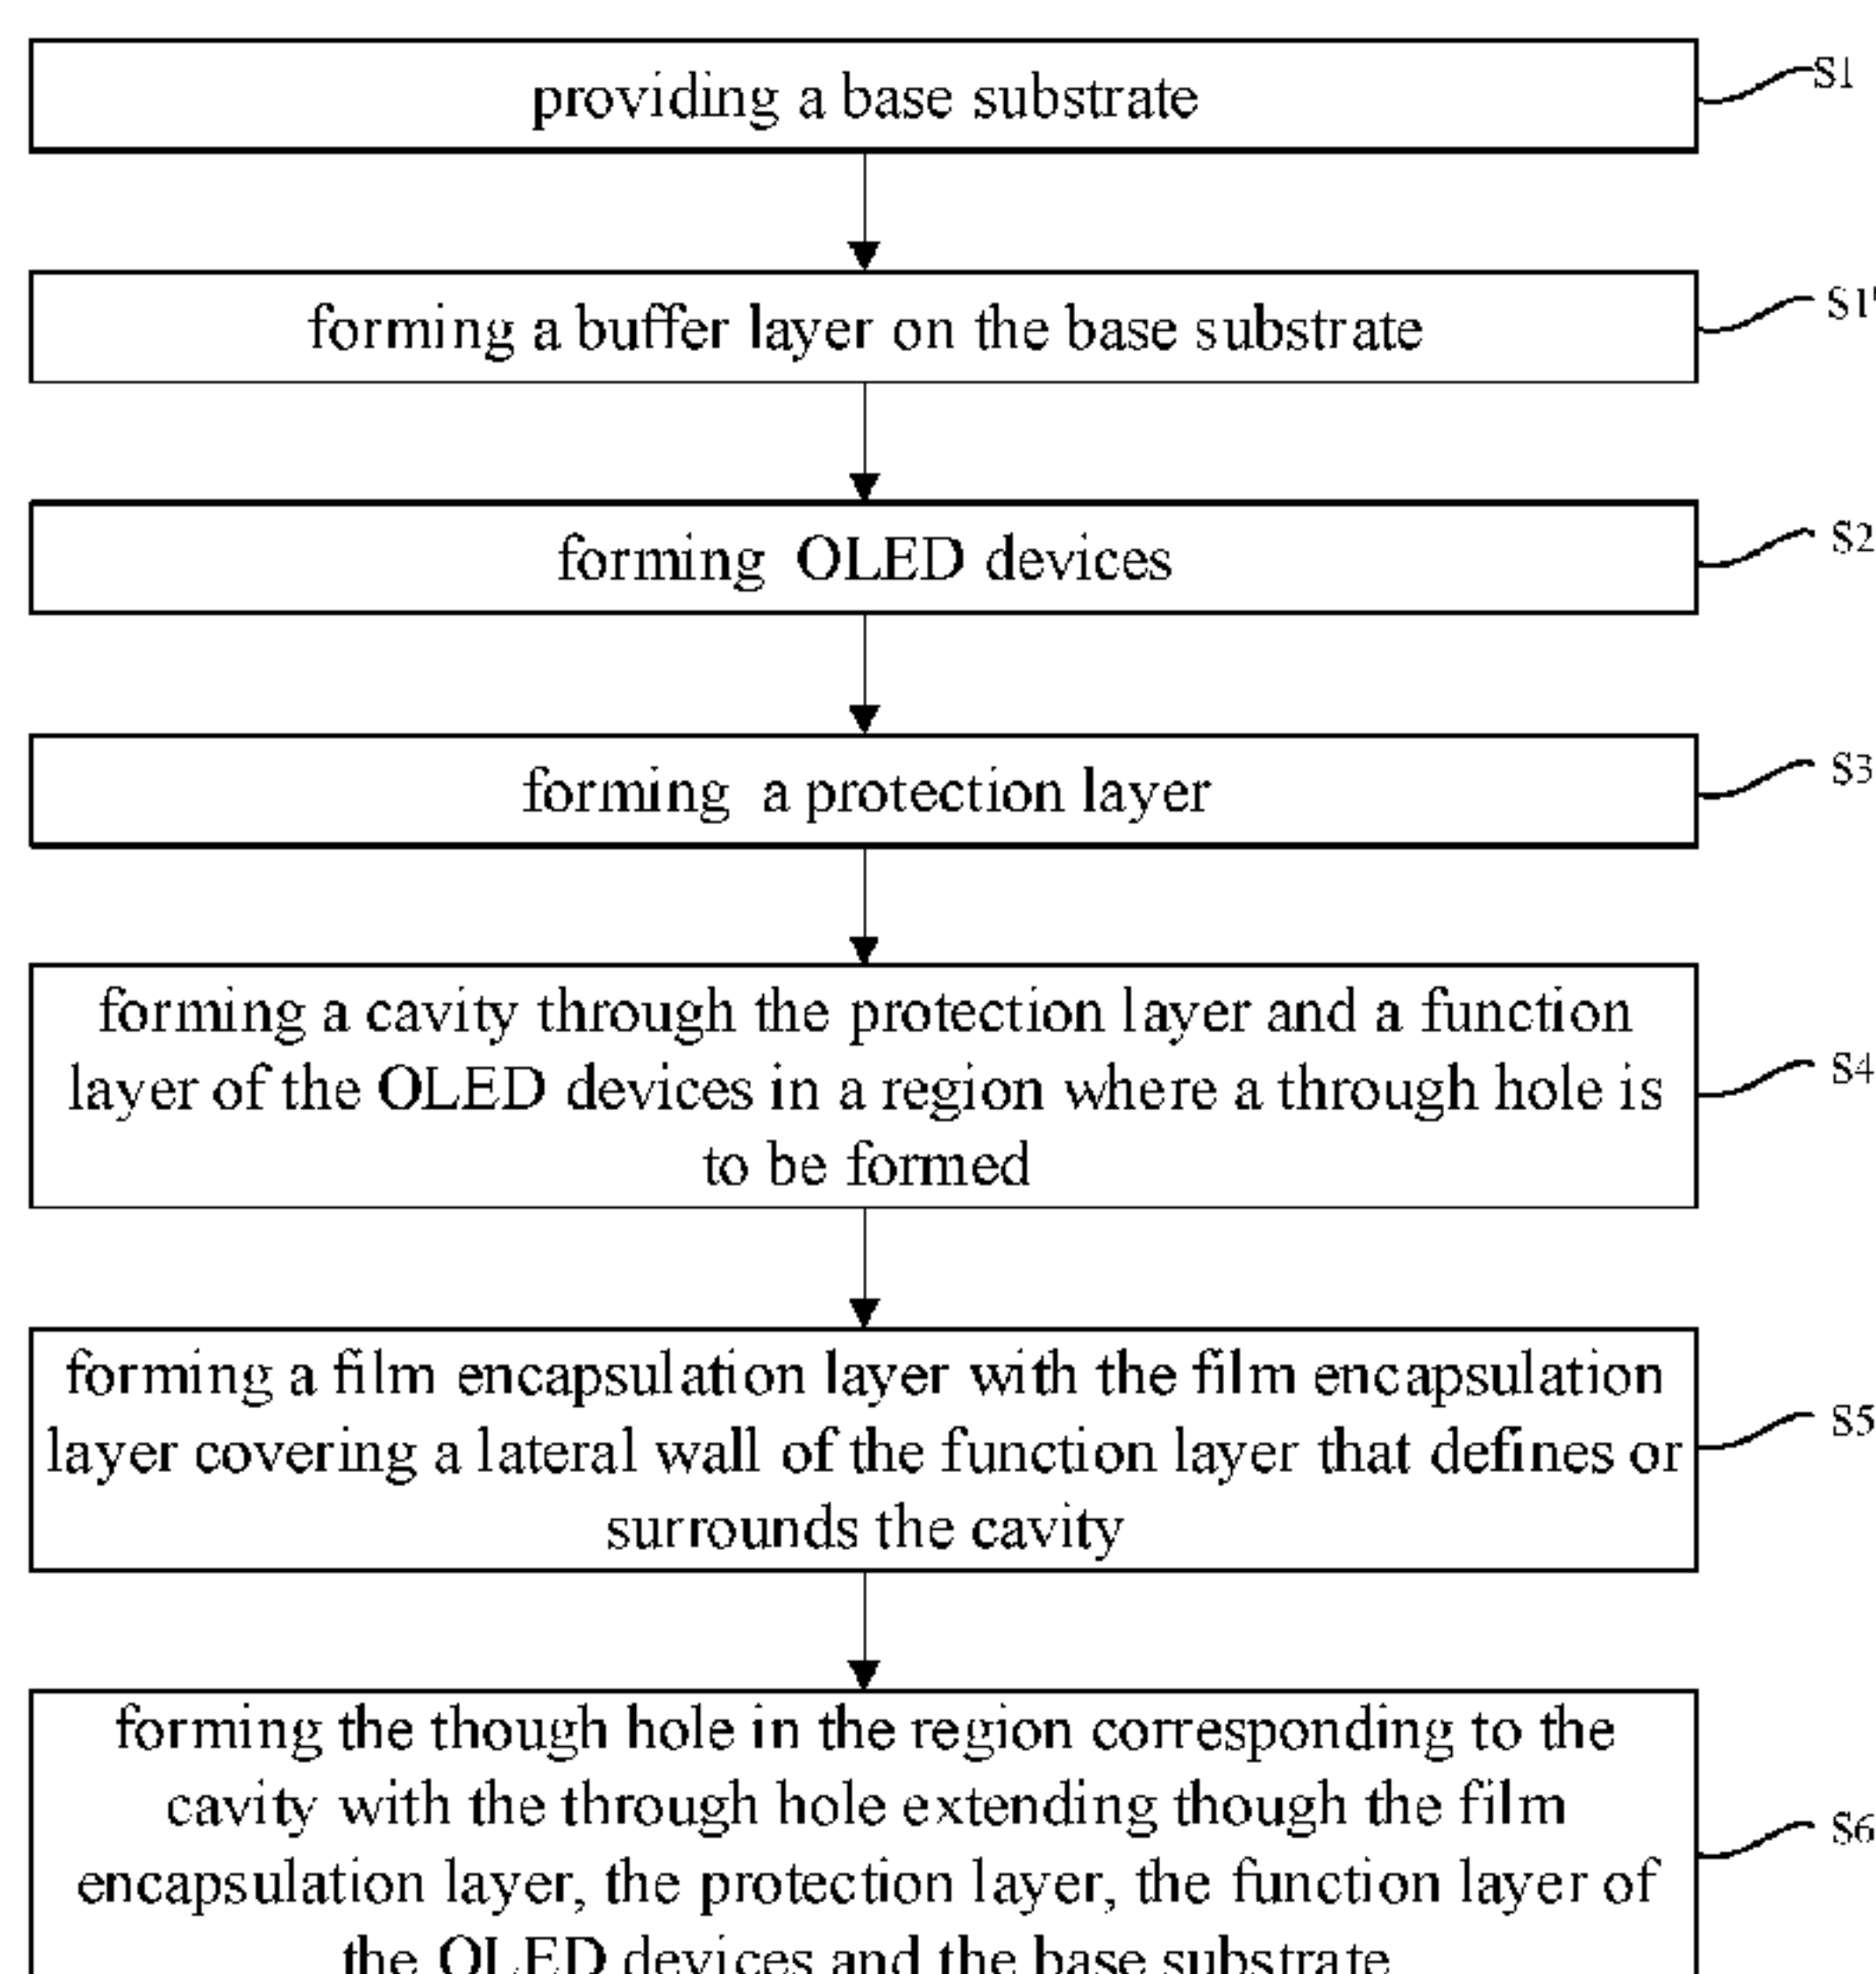 providing a base substrate
S1
forming a buffer layer on the base substrate
S1'
forming OLED devices
S2
forming a protection layer
S3
forming a cavity through the protection layer and a function
layer of the OLED devices in a region where a through hole is
to be formed
S4
forming a film encapsulation layer with the film encapsulation
layer covering a lateral wall of the function layer that defines or
surrounds the cavity
S5
forming the though hole in the region corresponding to the
cavity with the through hole extending though the film
encapsulation layer, the protection layer, the function layer of
the OLED devices and the base substrate
S6